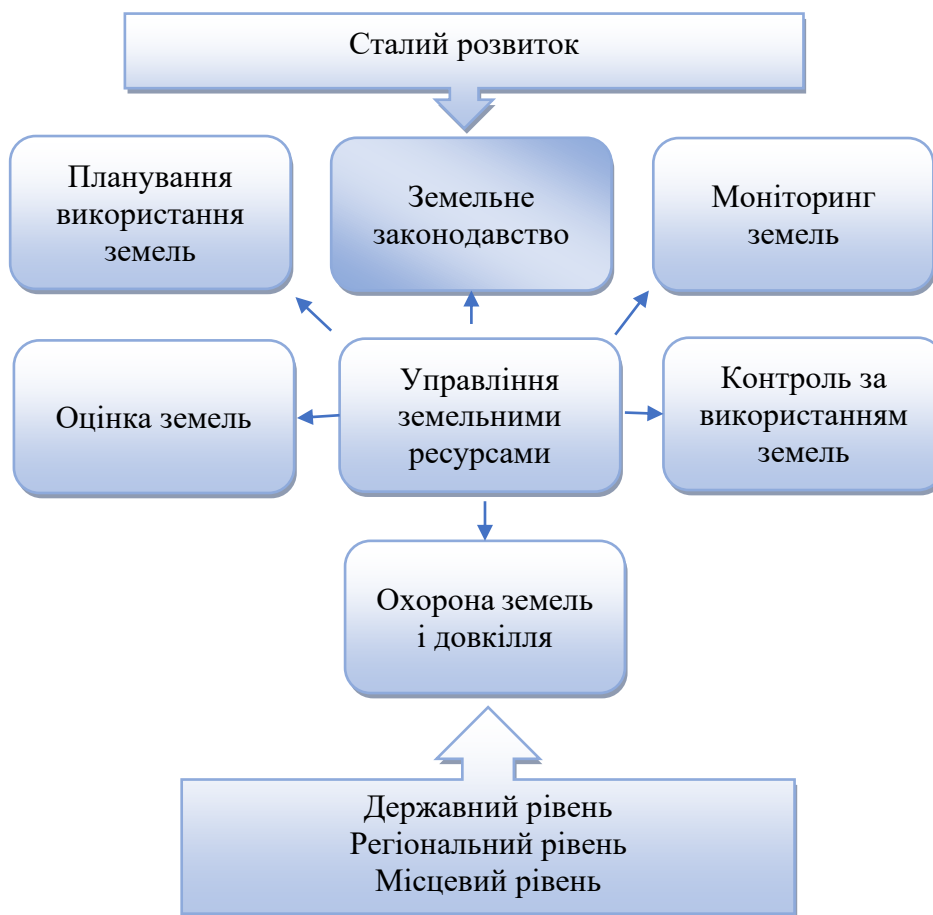 Сталий розвиток
Планування
використання
земель
Земельне
законодавство
Моніторинг
земель
Оцінка земель
Управління
земельними
ресурсами
Контроль за
використанням
земель
Охорона земель
і довкілля
Державний рівень
Регіональний рівень
Місцевий рівень